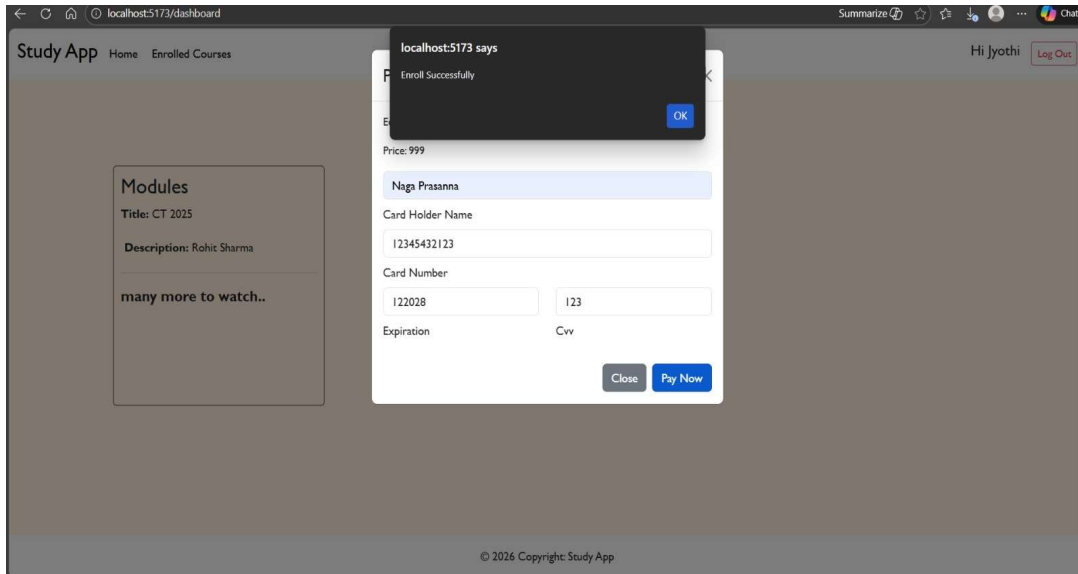 localhost:5173/dashboard
Summarize
Chat
Study App Home Enrolled Courses
Hi Jyothi Log Out
localhost:5173 says
Enroll Successfully
OK
Price: 999
Naga Prasanna
Card Holder Name
12345432123
Card Number
122028 123
Expiration Cvv
Close Pay Now
Modules
Title: CT 2025
Description: Rohit Sharma
many more to watch..
© 2026 Copyright: Study App